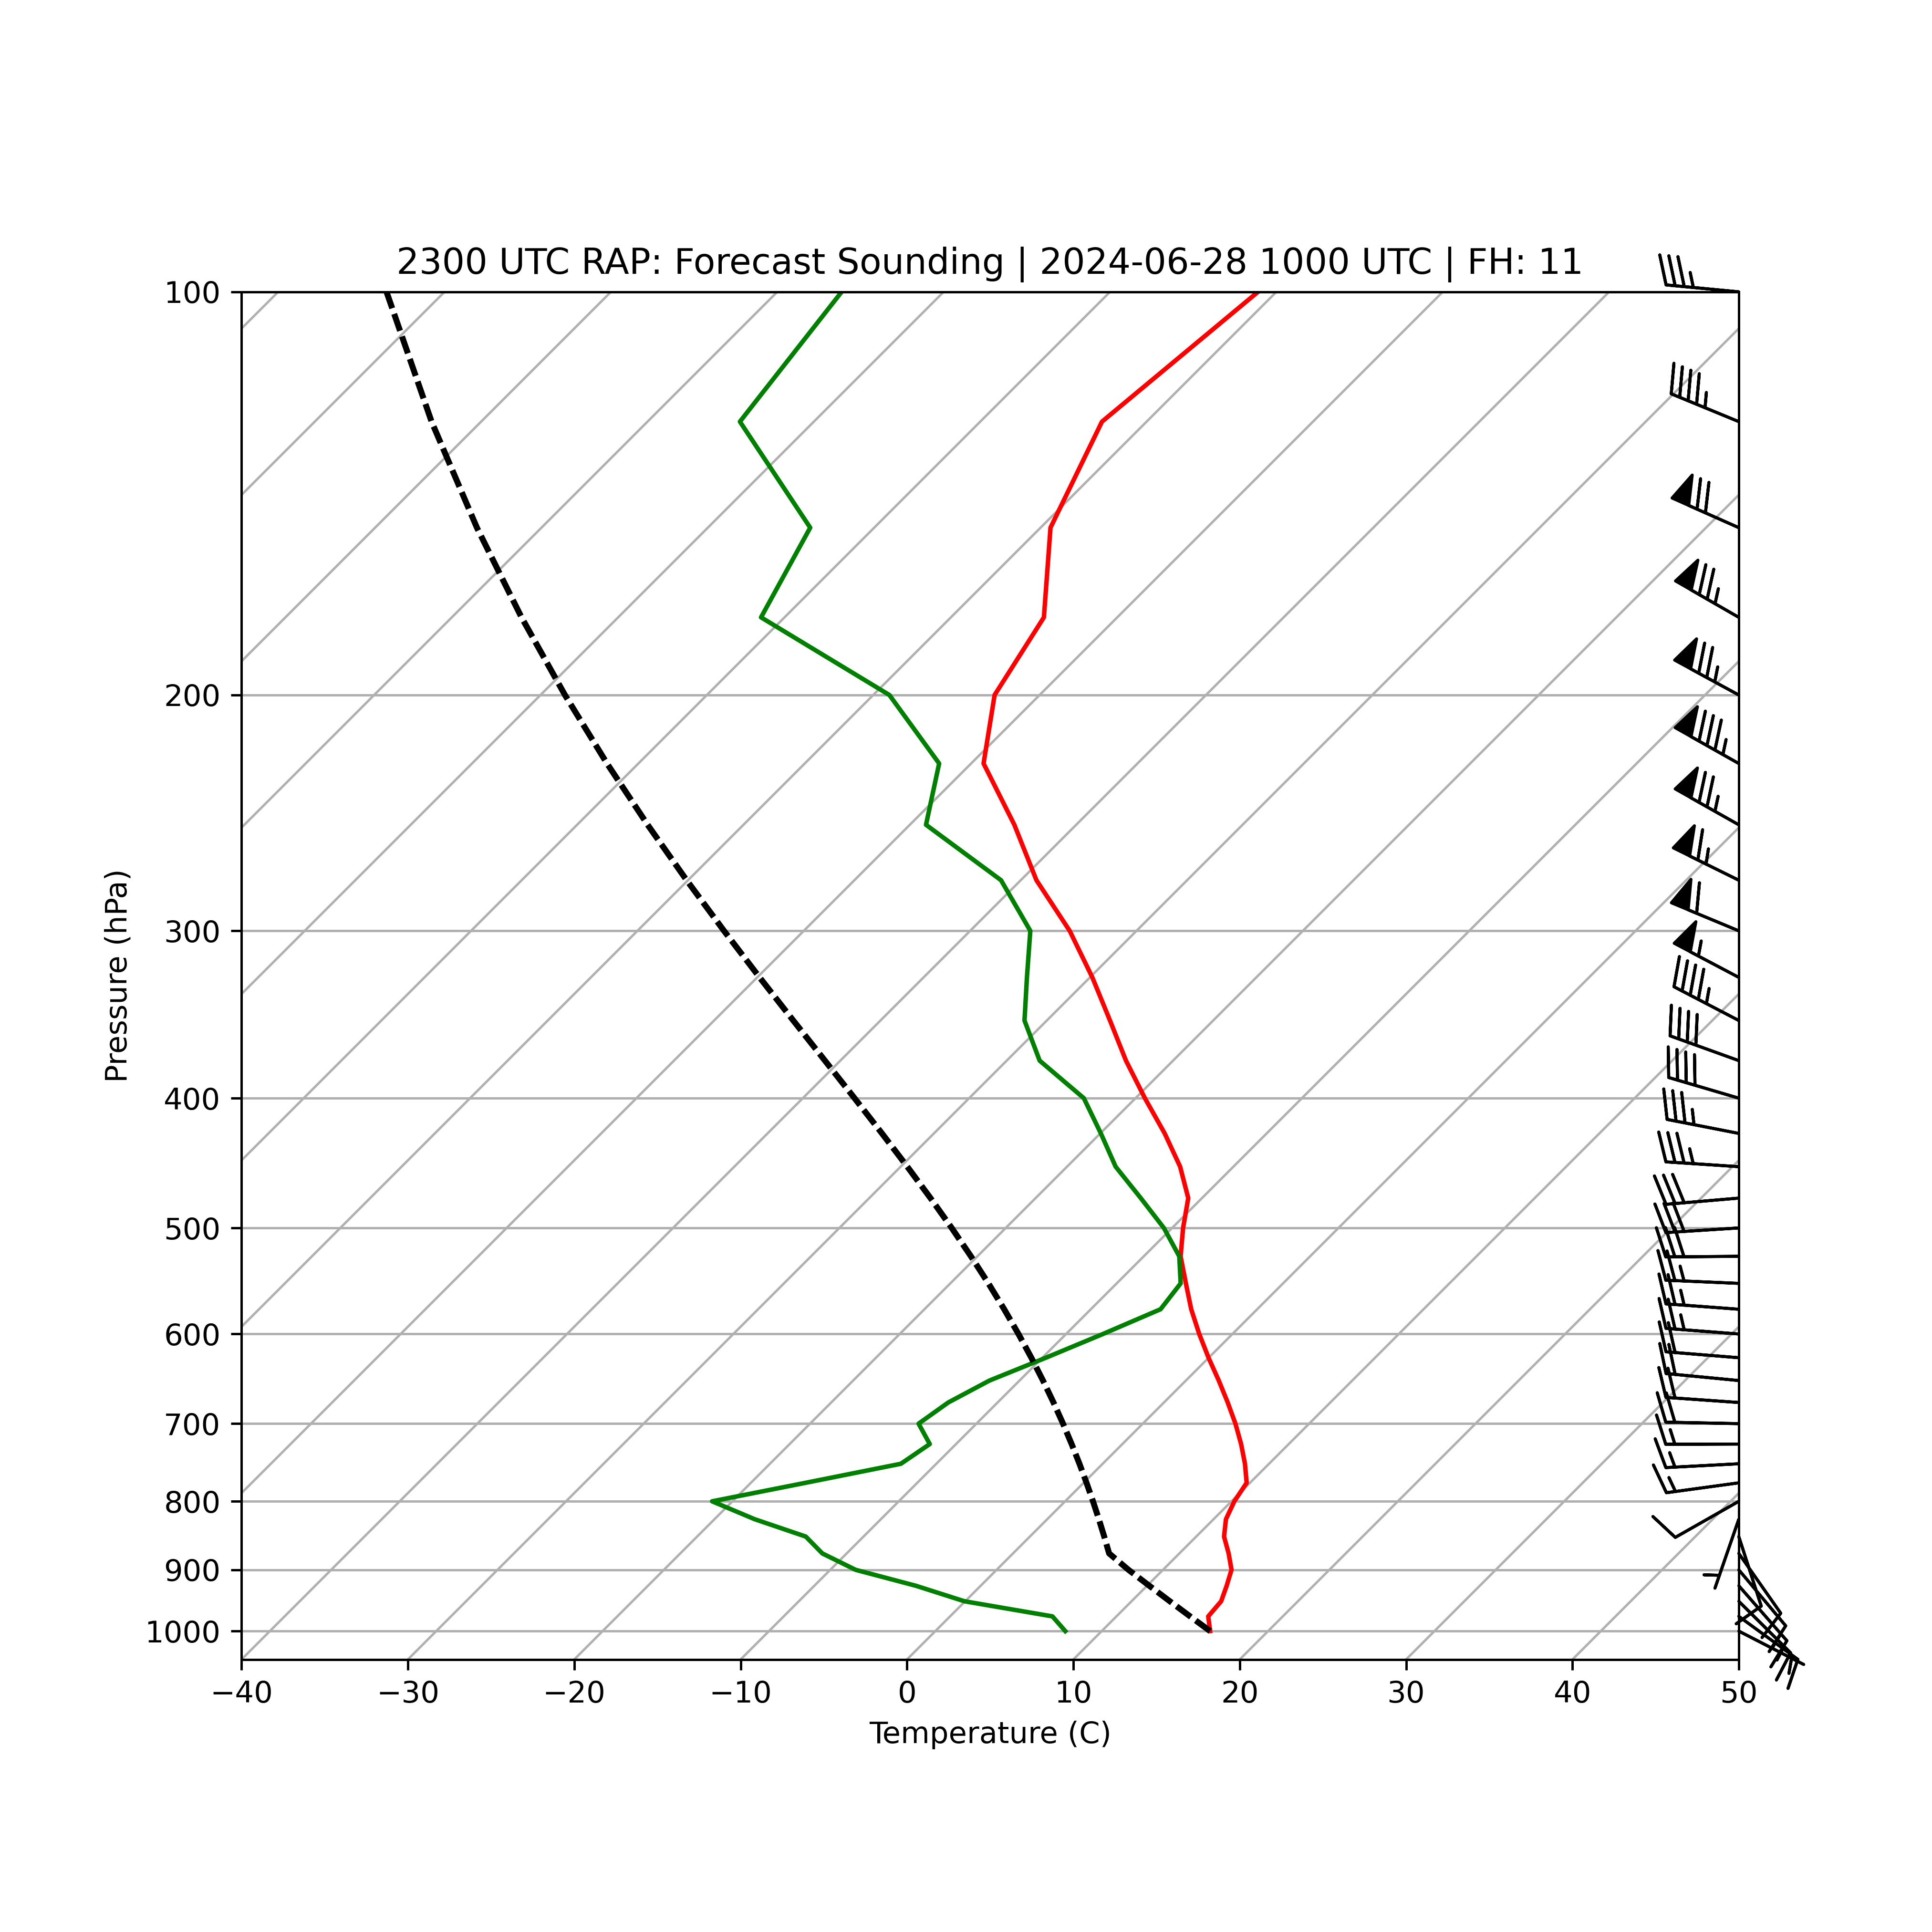 2300 UTC RAP: Forecast Sounding | 2024-06-28 1000 UTC | FH: 11
100
200
300
400
500
600
700
800
900
1000
Pressure (hPa)
−40 −30 −20 −10 0 10 20 30 40 50
Temperature (C)